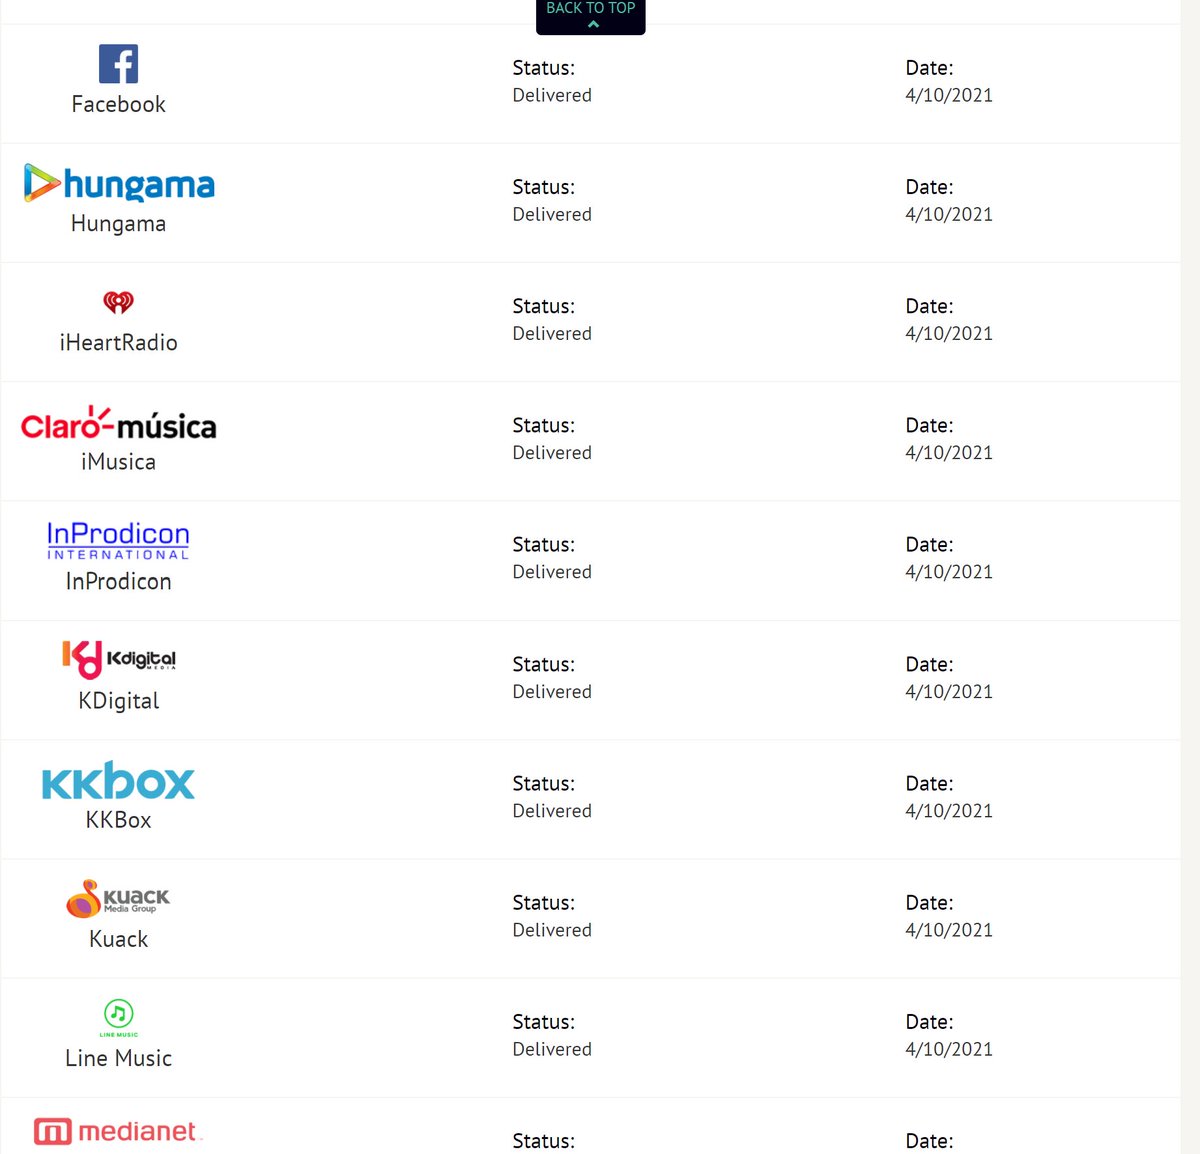 BACK TO TOP
Facebook
Status:
Delivered
Date:
4/10/2021
hungama
Hungama
Status:
Delivered
Date:
4/10/2021
iHeartRadio
Status:
Delivered
Date:
4/10/2021
Claro-música
iMusica
Status:
Delivered
Date:
4/10/2021
InProdicon
INTERNATIONAL
InProdicon
Status:
Delivered
Date:
4/10/2021
Kdigital
MEDIA
KDigital
Status:
Delivered
Date:
4/10/2021
KKBOX
KKBox
Status:
Delivered
Date:
4/10/2021
KUACK
Media Group
Kuack
Status:
Delivered
Date:
4/10/2021
LINE MUSIC
Line Music
Status:
Delivered
Date:
4/10/2021
medianet
Status:
Date: